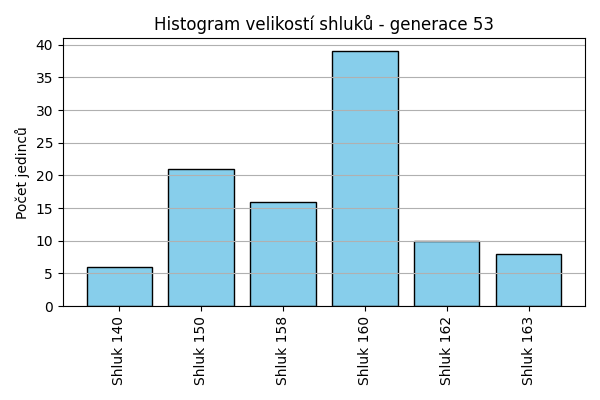 Histogram velikostí shluků - generace 53
Počet jedinců
40
35
30
25
20
15
10
5
0
Shluk 140
Shluk 150
Shluk 158
Shluk 160
Shluk 162
Shluk 163